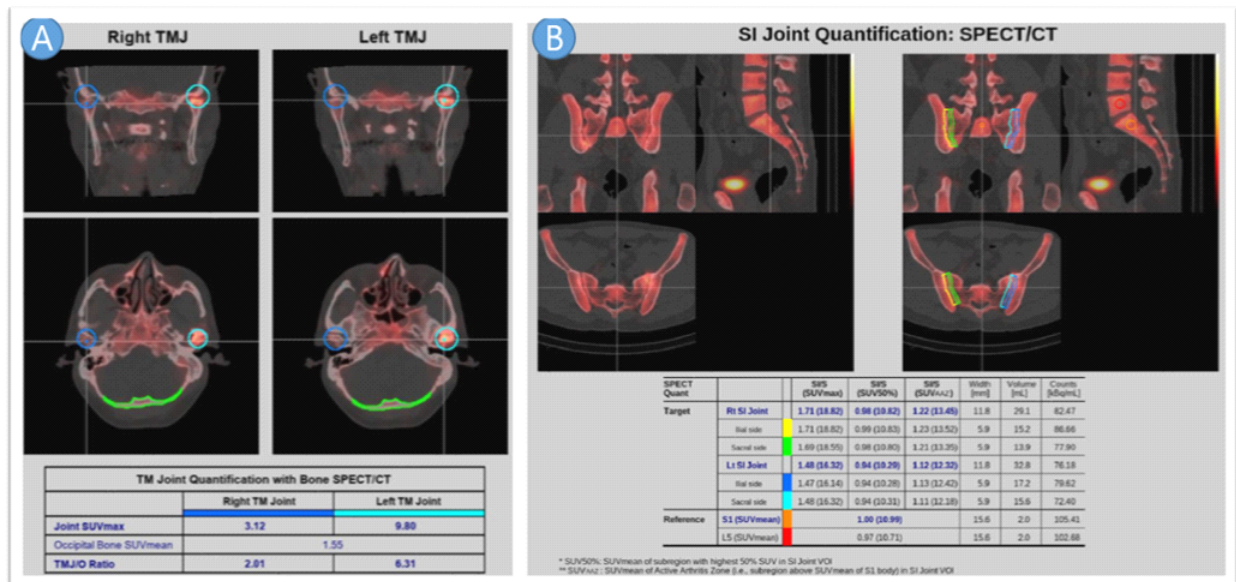 A
Right TMJ
Left TMJ
TM Joint Quantification with Bone SPECT/CT
Right TM Joint Left TM Joint
Joint SUVmax 3.12 9.80
Occipital Bone SUVmean 1.55
TMJ/O Ratio 2.01 6.31
B
SI Joint Quantification: SPECT/CT
SPECT Quant SI/S (SUVmax) SI/S (SUV50%) SI/S (SUVAAZ) Width [mm] Volume [mL] Counts [kBq/mL]
Target Rt SI Joint 1.71 (18.82) 0.98 (10.82) 1.22 (13.45) 11.8 29.1 82.47
Ilial side 1.71 (18.82) 0.99 (10.83) 1.23 (13.52) 5.9 15.2 86.66
Sacral side 1.69 (18.55) 0.98 (10.80) 1.21 (13.35) 5.9 13.9 77.90
Lt SI Joint 1.48 (16.32) 0.94 (10.29) 1.12 (12.32) 11.8 32.8 76.18
Ilial side 1.47 (16.14) 0.94 (10.28) 1.13 (12.42) 5.9 17.2 79.62
Sacral side 1.48 (16.32) 0.94 (10.31) 1.11 (12.18) 5.9 15.6 72.40
Reference S1 (SUVmean) 1.00 (10.99) 15.6 2.0 105.41
L5 (SUVmean) 0.97 (10.71) 15.6 2.0 102.68
* SUV50%: SUVmean of subregion with highest 50% SUV in SI Joint VOI
** SUVAAZ : SUVmean of Active Arthritis Zone (i.e., subregion above SUVmean of S1 body) in SI Joint VOI